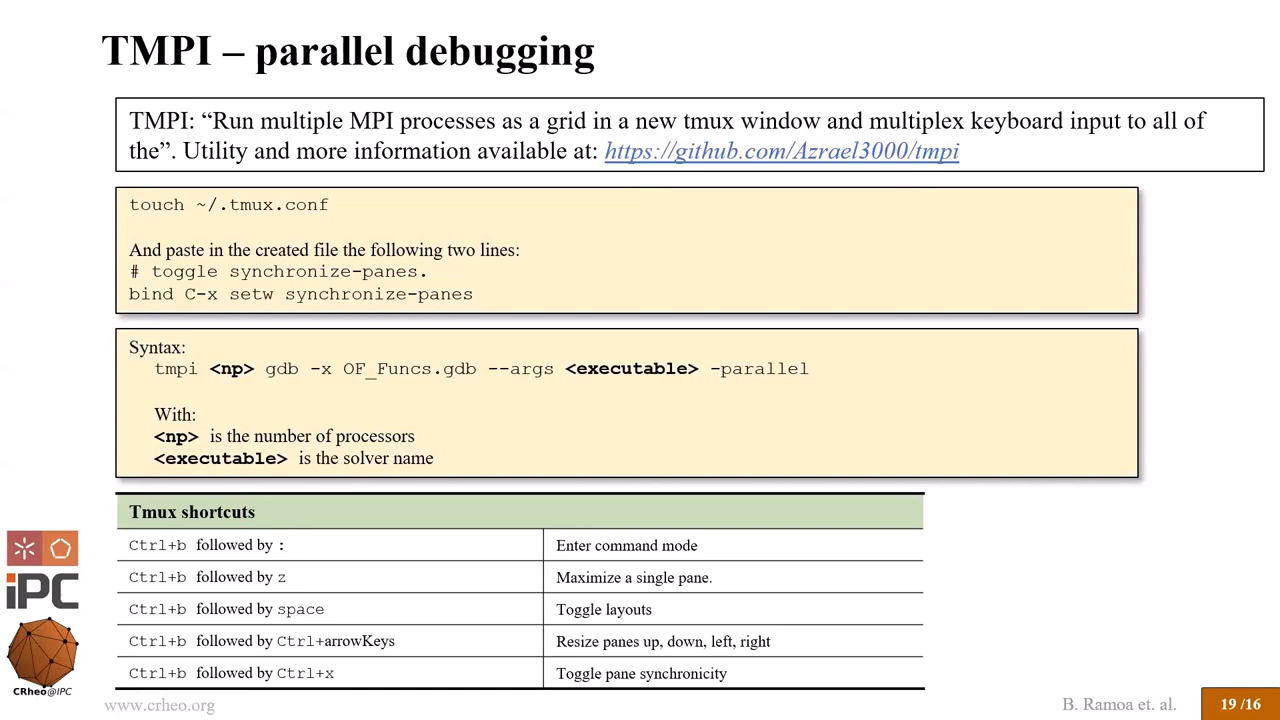 TMPI – parallel debugging
TMPI: “Run multiple MPI processes as a grid in a new tmux window and multiplex keyboard input to all of
the”. Utility and more information available at: https://github.com/Azrael3000/tmpi
touch ~/.tmux.conf
And paste in the created file the following two lines:
# toggle synchronize-panes.
bind C-x setw synchronize-panes
Syntax:
tmpi <np> gdb -x OF_Funcs.gdb --args <executable> -parallel
With:
<np> is the number of processors
<executable> is the solver name
Tmux shortcuts
Ctrl+b followed by : Enter command mode
Ctrl+b followed by z Maximize a single pane.
Ctrl+b followed by space Toggle layouts
Ctrl+b followed by Ctrl+arrowKeys Resize panes up, down, left, right
Ctrl+b followed by Ctrl+x Toggle pane synchronicity
iPC
CRheo@IPC
www.crheo.org
B. Ramoa et. al.
19 /16